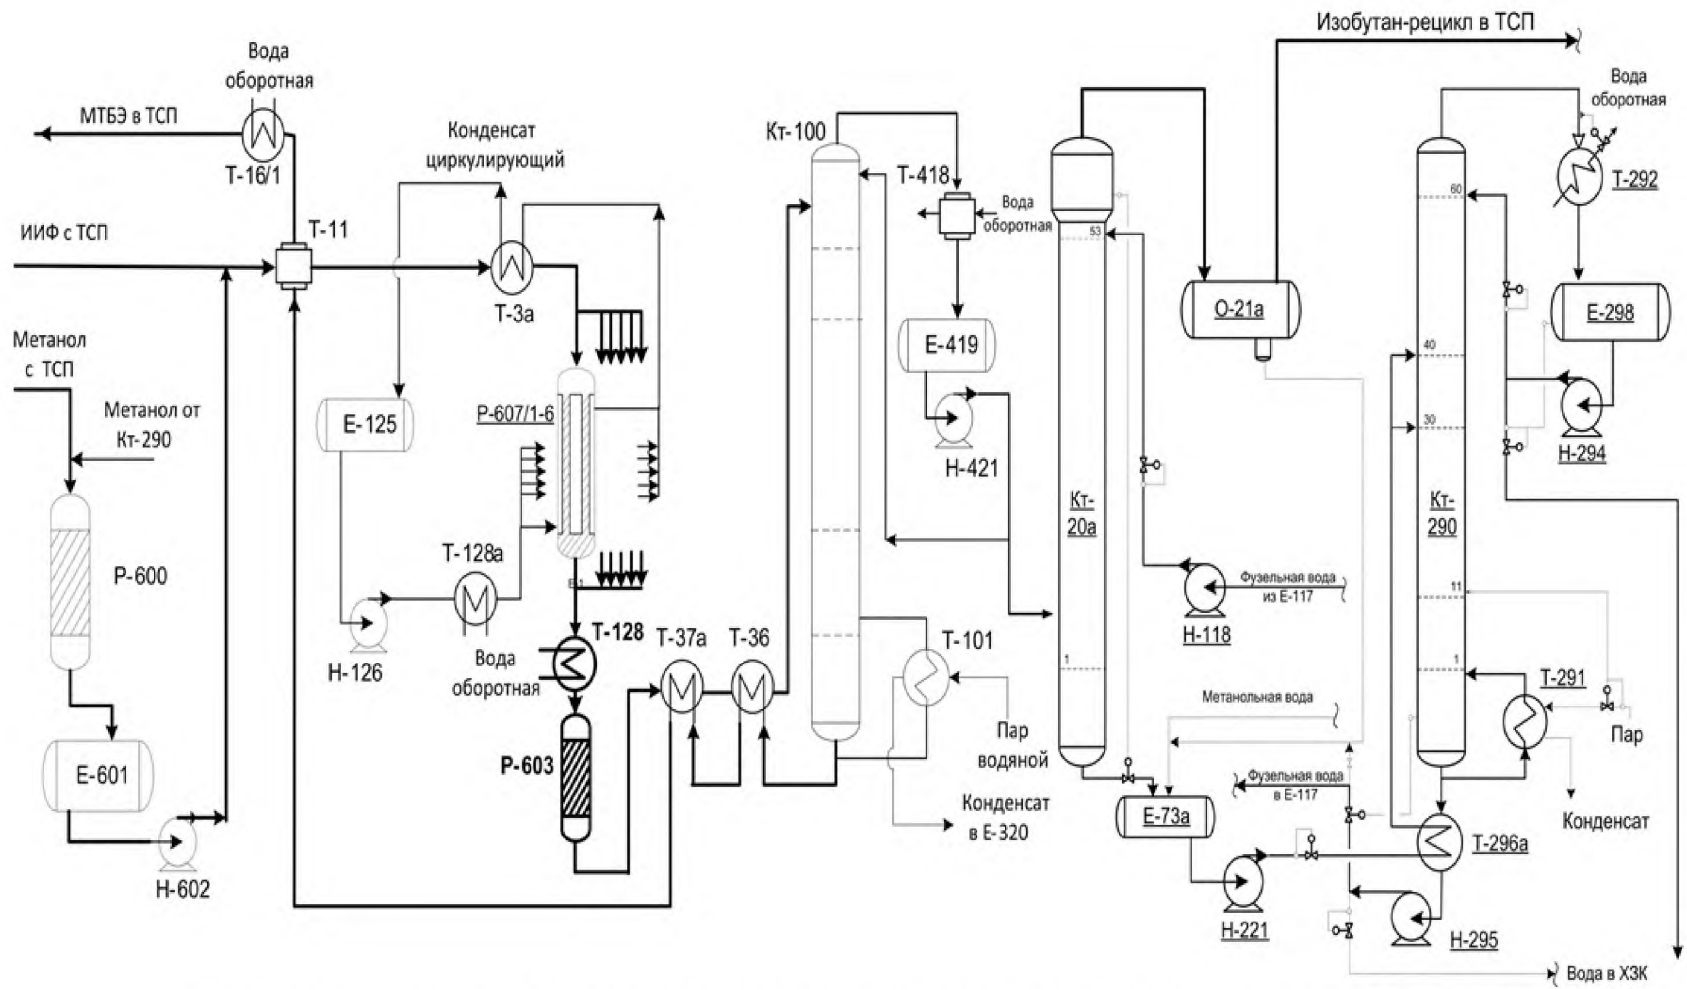 Изобутан-рецикл в ТСП
Вода
оборотная
МТБЭ в ТСП
Т-16/1
Конденсат
циркулирующий
Кт-100
Т-418
Вода
оборотная
Вода
оборотная
Т-292
60
ИИФ с ТСП
Т-11
Т-3а
53
О-21а
Е-298
Метанол
с ТСП
Е-419
40
Метанол от
Кт-290
Е-125
Р-607/1-6
30
Н-421
Н-294
Кт-
20а
Кт-
290
Р-600
Т-128а
Фузельная вода
из Е-117
11
Н-118
Н-126
Т-128
Т-37а
Т-36
Т-101
1
1
Вода
оборотная
Т-291
Метанольная вода
Пар
водяной
Пар
Р-603
Е-601
Фузельная вода
в Е-117
Е-73а
Конденсат
в Е-320
Конденсат
Т-296а
Н-602
Н-221
Н-295
Вода в ХЗК